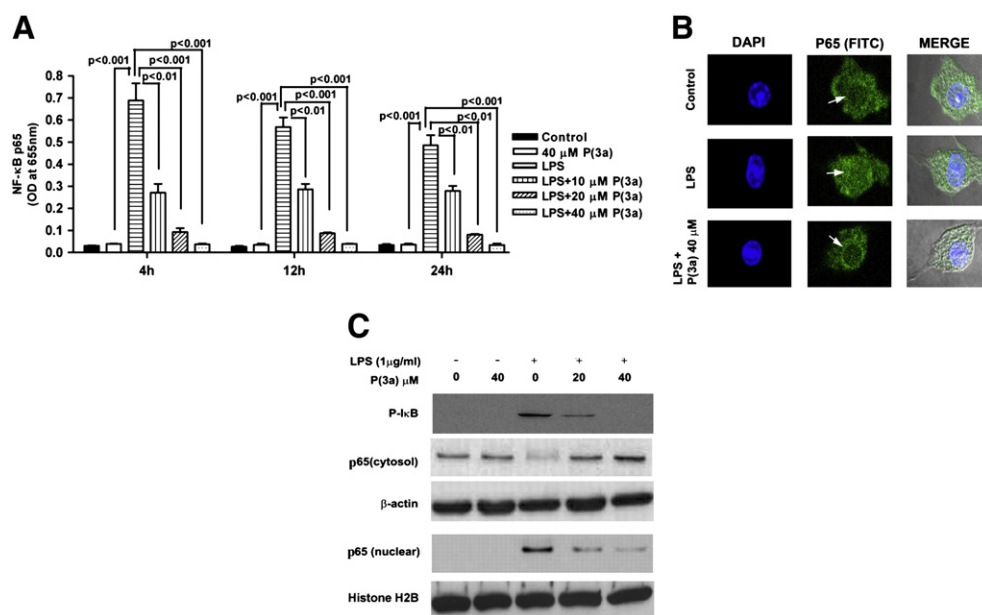 A
p<0.001
p<0.001
p<0.001 p<0.01
p<0.001
p<0.001 p<0.001
p<0.01
p<0.001
p<0.001 p<0.01
p<0.01
NF-κB p65
(OD at 655nm)
0.8
0.7
0.6
0.5
0.4
0.3
0.2
0.1
0.0
4h 12h 24h
Control
40 μM P(3a)
LPS
LPS+10 μM P(3a)
LPS+20 μM P(3a)
LPS+40 μM P(3a)
B
DAPI P65 (FITC) MERGE
Control
LPS
LPS +
P(3a) 40 μM
C
LPS (1μg/ml) - - + + +
P(3a) μM 0 40 0 20 40
P-IκB
p65(cytosol)
β-actin
p65 (nuclear)
Histone H2B